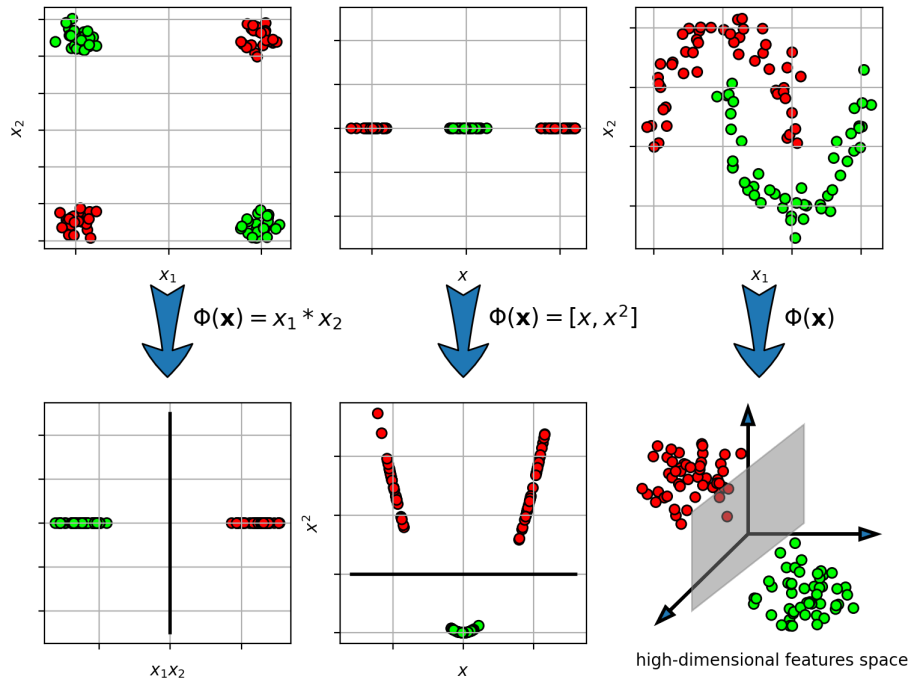 x₂
x₂
x₁
x
x₁
Φ(𝐱) = x₁ * x₂
Φ(𝐱) = [x, x²]
Φ(𝐱)
x²
x₁x₂
x
high-dimensional features space